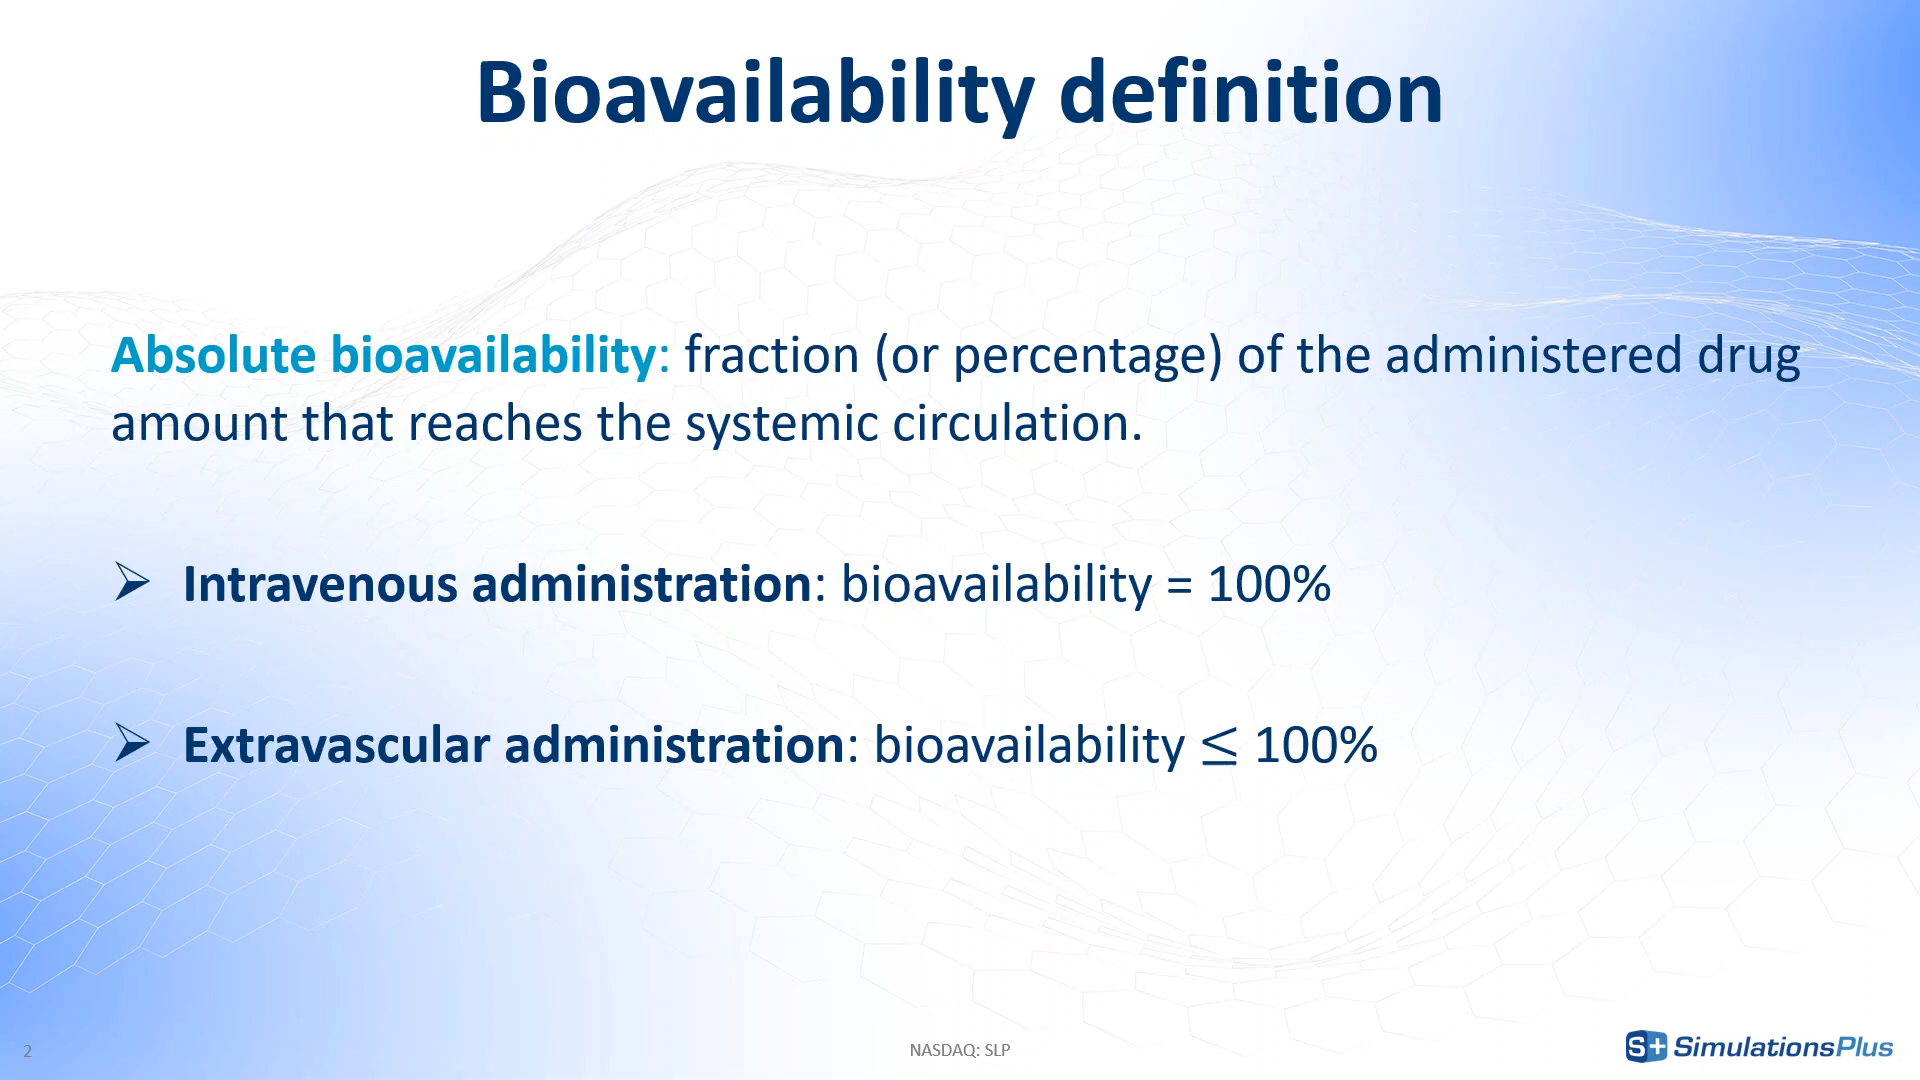 Bioavailability definition
Absolute bioavailability: fraction (or percentage) of the administered drug
amount that reaches the systemic circulation.
➢ Intravenous administration: bioavailability = 100%
➢ Extravascular administration: bioavailability ≤ 100%
2
NASDAQ: SLP
S+ SimulationsPlus